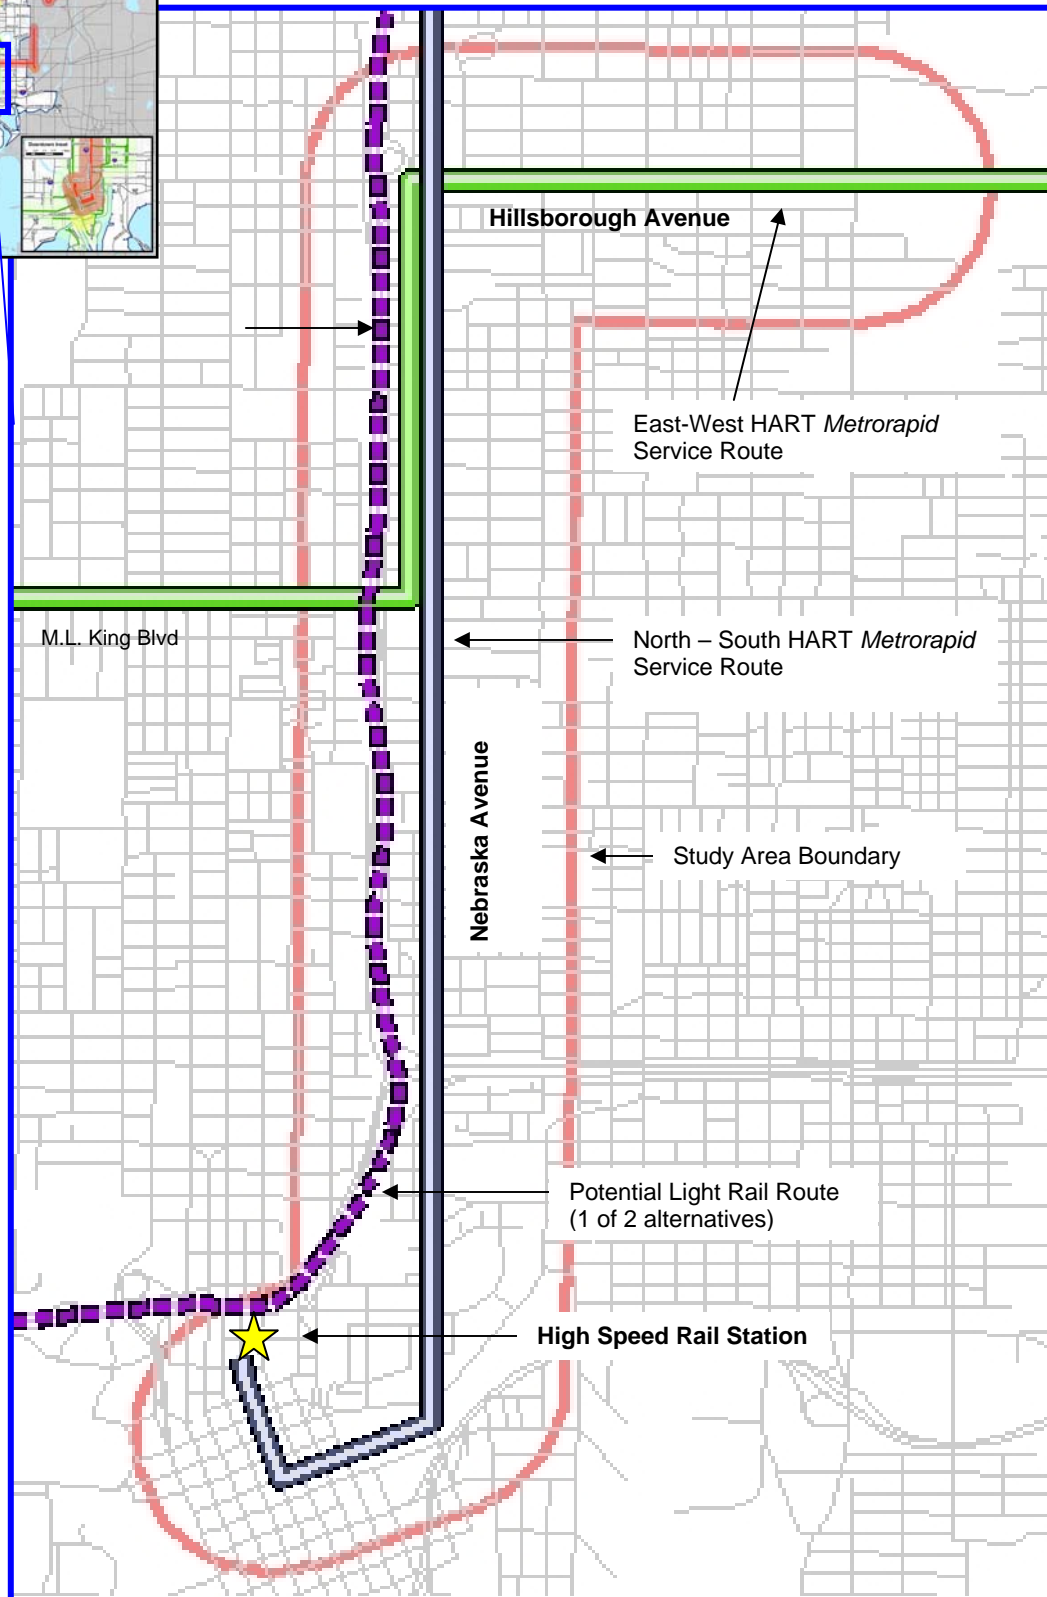 Hillsborough Avenue
East-West HART Metrorapid
Service Route
M.L. King Blvd
North – South HART Metrorapid
Service Route
Nebraska Avenue
Study Area Boundary
Potential Light Rail Route
(1 of 2 alternatives)
High Speed Rail Station